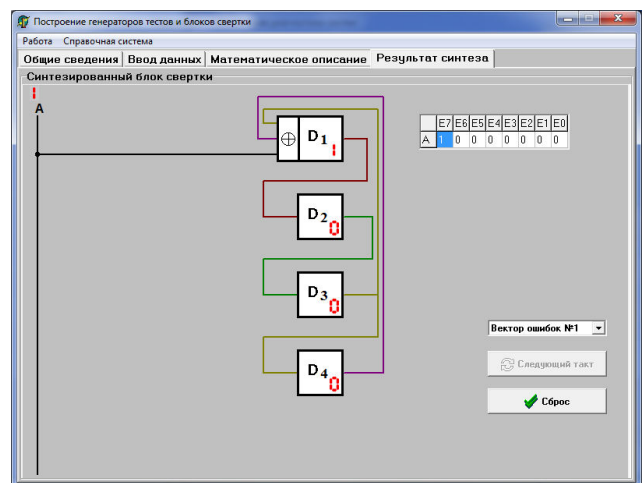 Построение генераторов тестов и блоков свертки
Работа Справочная система
Общие сведения Ввод данных Математическое описание Результат синтеза
Синтезированный блок свертки
1
A
E7 E6 E5 E4 E3 E2 E1 E0
A 1 0 0 0 0 0 0 0
⊕ D1 1
D2 0
D3 0
D4 0
Вектор ошибок №1
Следующий такт
Сброс